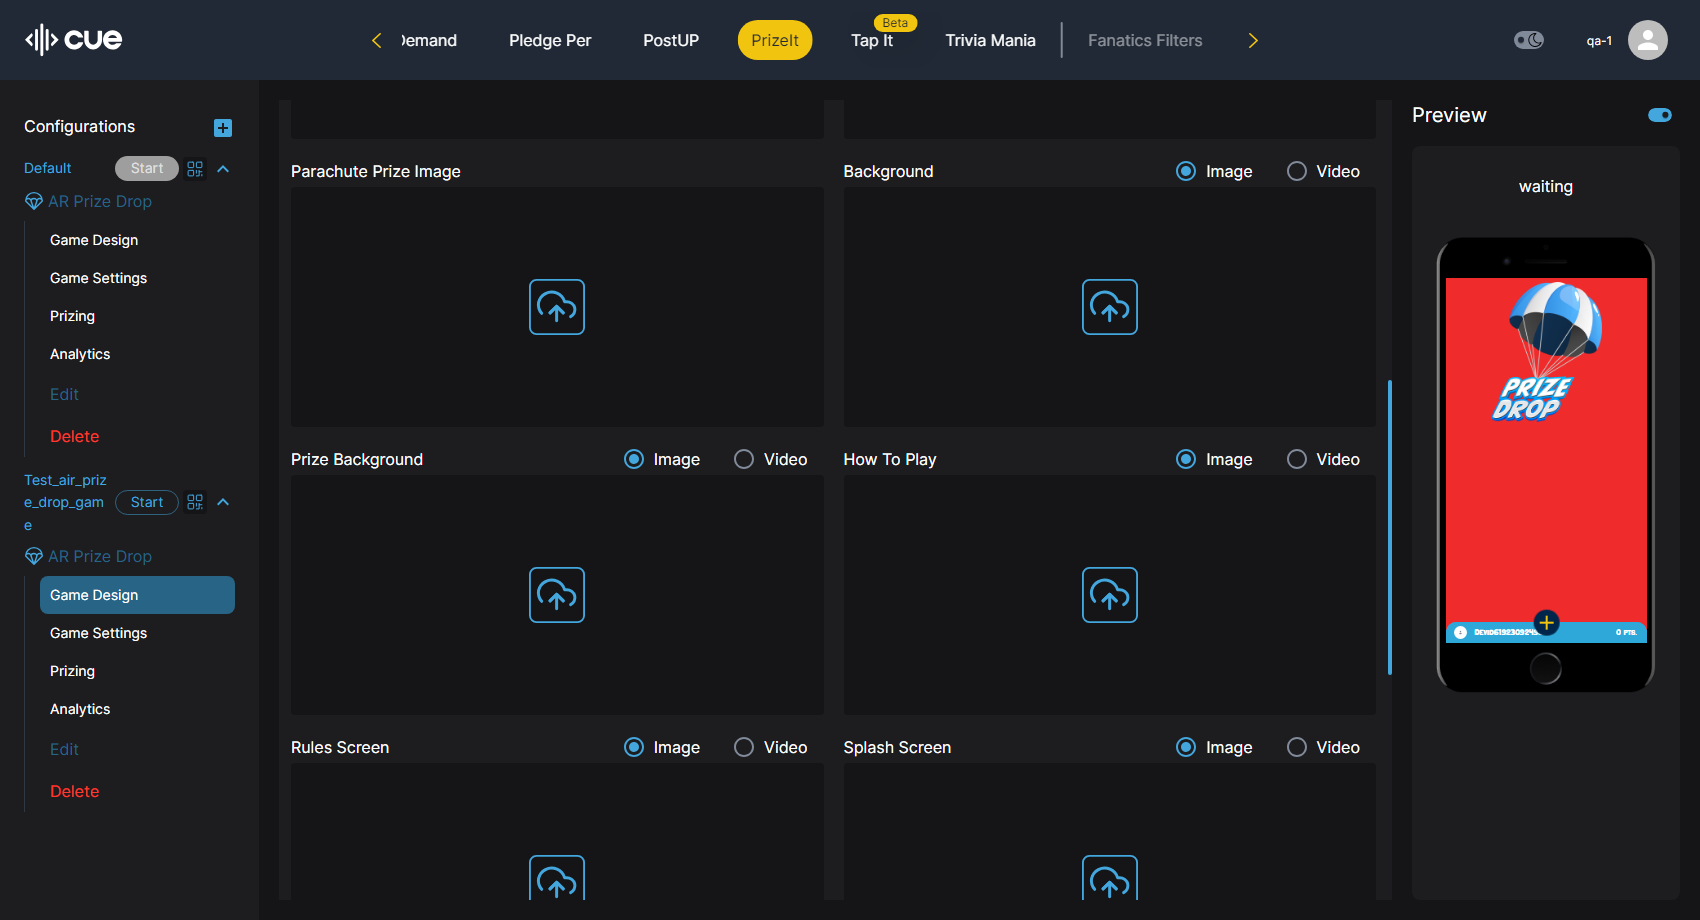 cue
Demand
Pledge Per
PostUP
PrizeIt
Beta
Tap It
Trivia Mania
Fanatics Filters
qa-1
Configurations
Default
Start
AR Prize Drop
Game Design
Game Settings
Prizing
Analytics
Edit
Delete
Test_air_priz
e_drop_gam
e
Start
AR Prize Drop
Game Design
Game Settings
Prizing
Analytics
Edit
Delete
Parachute Prize Image
Background
Image
Video
Prize Background
Image
Video
How To Play
Image
Video
Rules Screen
Image
Video
Splash Screen
Image
Video
Preview
waiting
PRIZE
DROP
0 PTS.